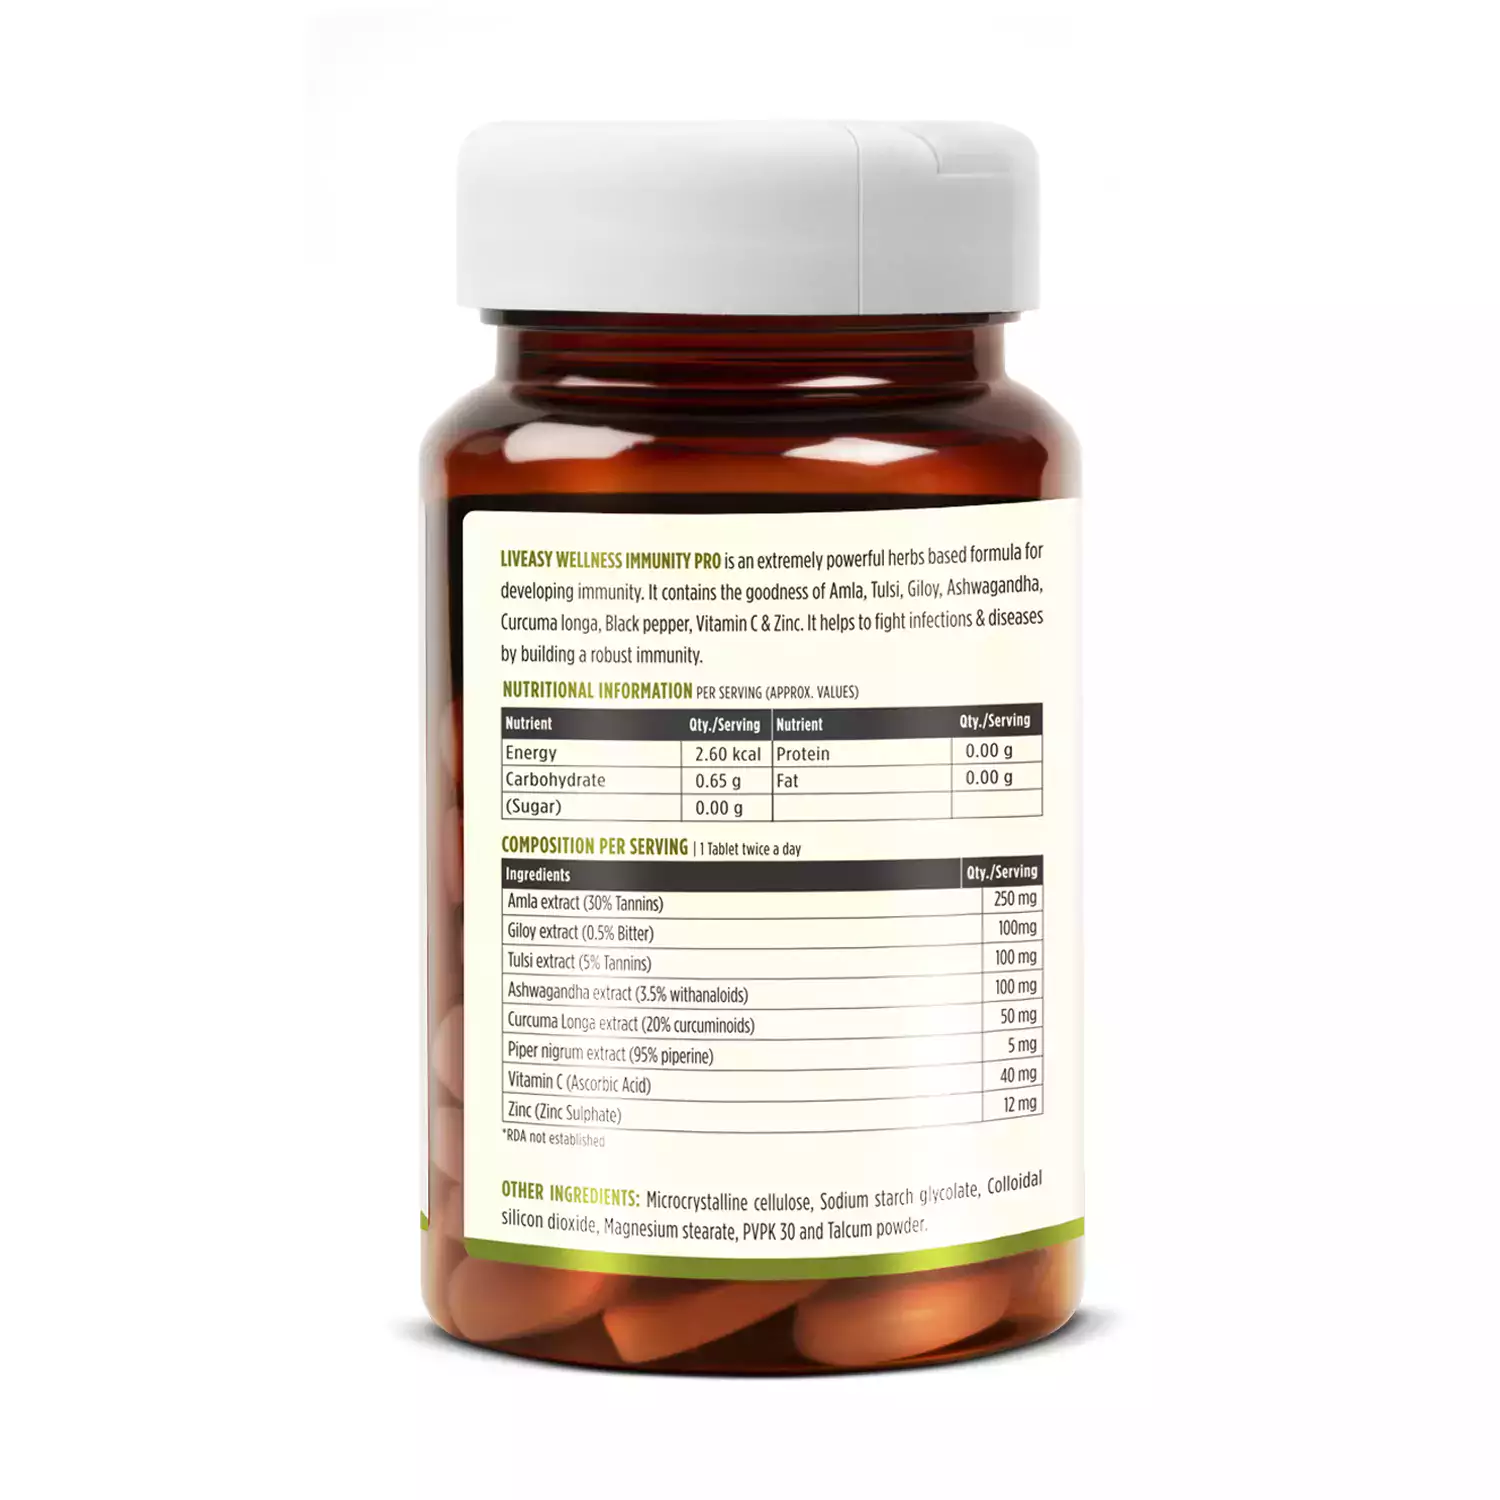 LIVEASY WELLNESS IMMUNITY PRO is an extremely powerful herbs based formula for
developing immunity. It contains the goodness of Amla, Tulsi, Giloy, Ashwagandha,
Curcuma longa, Black pepper, Vitamin C & Zinc. It helps to fight infections & diseases
by building a robust immunity.
NUTRITIONAL INFORMATION PER SERVING (APPROX. VALUES)
Nutrient Qty./Serving Nutrient Qty./Serving
Energy 2.60 kcal Protein 0.00 g
Carbohydrate 0.65 g Fat 0.00 g
(Sugar) 0.00 g
COMPOSITION PER SERVING | 1 Tablet twice a day
Ingredients Qty./Serving
Amla extract (30% Tannins) 250 mg
Giloy extract (0.5% Bitter) 100mg
Tulsi extract (5% Tannins) 100 mg
Ashwagandha extract (3.5% withanaloids) 100 mg
Curcuma Longa extract (20% curcuminoids) 50 mg
Piper nigrum extract (95% piperine) 5 mg
Vitamin C (Ascorbic Acid) 40 mg
Zinc (Zinc Sulphate) 12 mg
*RDA not established
OTHER INGREDIENTS: Microcrystalline cellulose, Sodium starch glycolate, Colloidal
silicon dioxide, Magnesium stearate, PVPK 30 and Talcum powder.